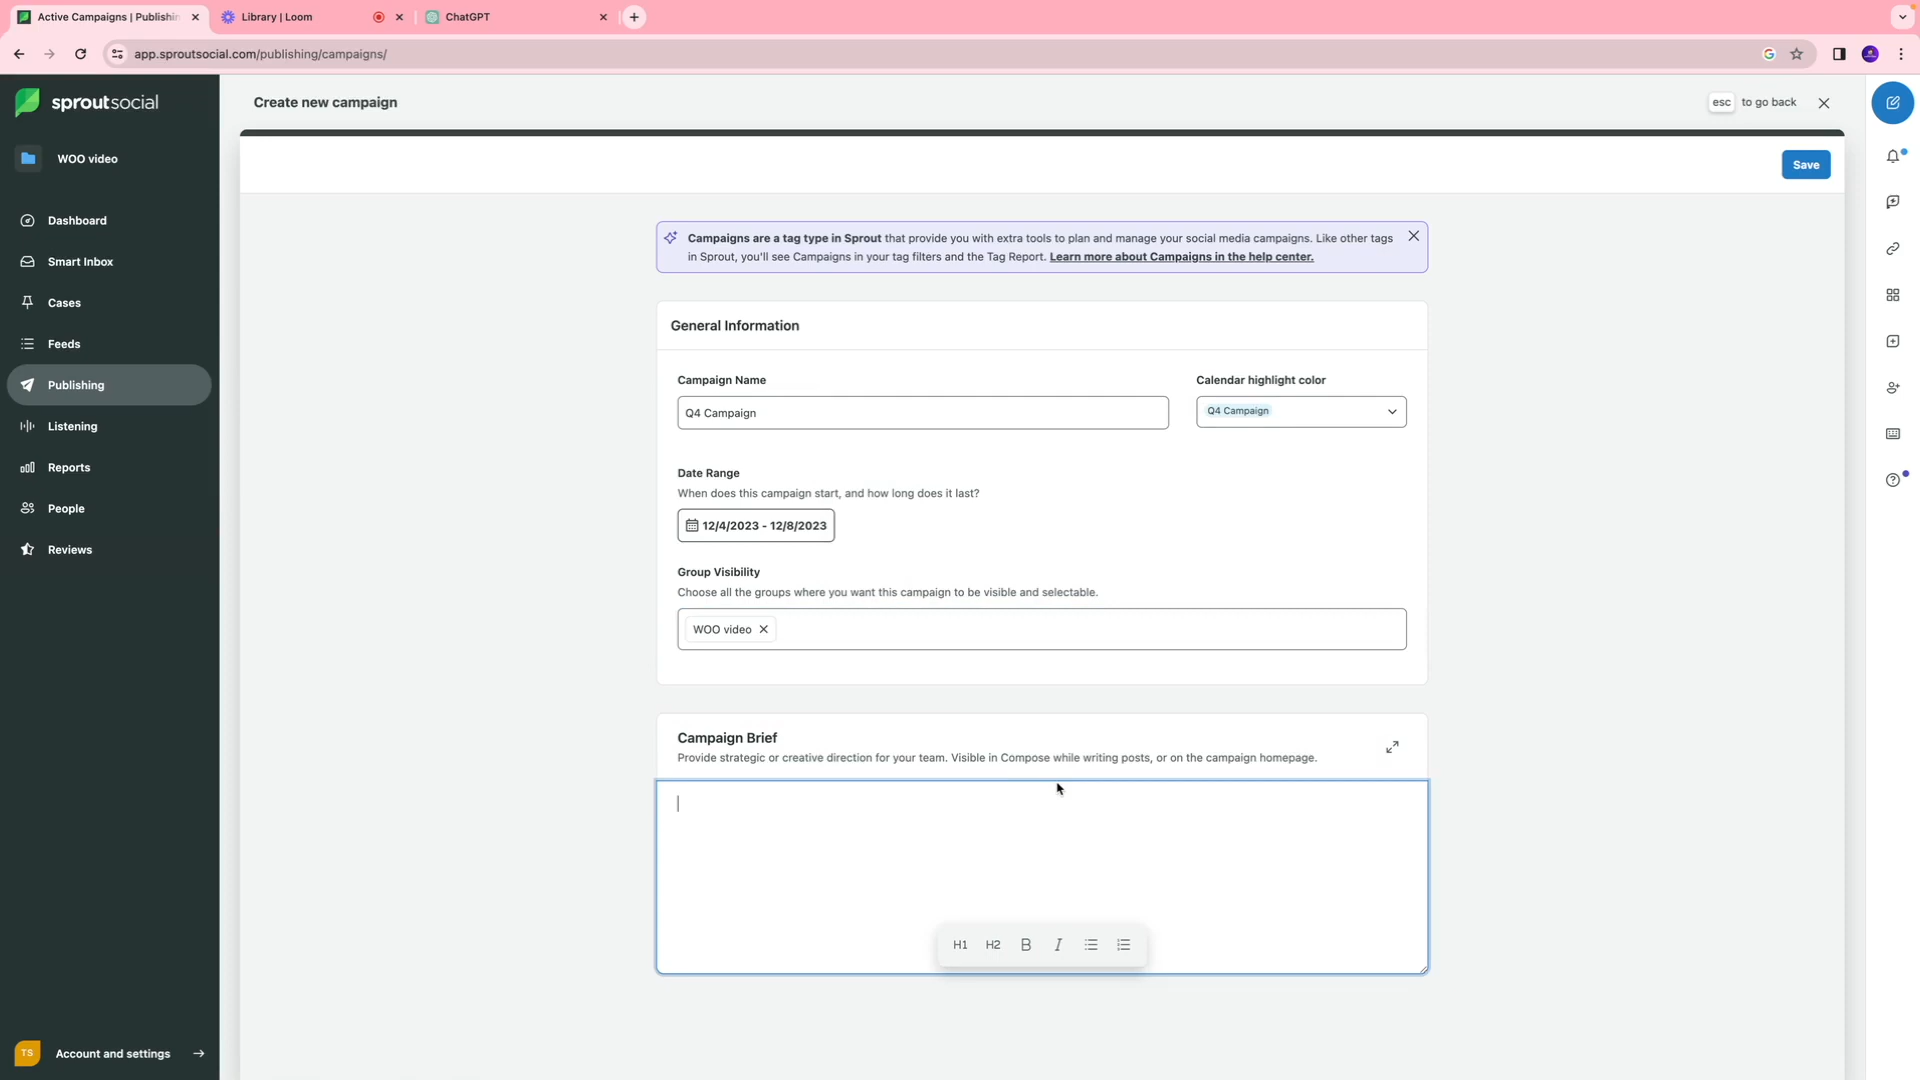 Active Campaigns | Publishin
Library | Loom
ChatGPT
app.sproutsocial.com/publishing/campaigns/
sproutsocial
Create new campaign
esc to go back
WOO video
Save
Dashboard
Smart Inbox
Cases
Feeds
Publishing
Listening
Reports
People
Reviews
Campaigns are a tag type in Sprout that provide you with extra tools to plan and manage your social media campaigns. Like other tags
in Sprout, you'll see Campaigns in your tag filters and the Tag Report. Learn more about Campaigns in the help center.
General Information
Campaign Name
Calendar highlight color
Q4 Campaign
Q4 Campaign
Date Range
When does this campaign start, and how long does it last?
12/4/2023 - 12/8/2023
Group Visibility
Choose all the groups where you want this campaign to be visible and selectable.
WOO video
Campaign Brief
Provide strategic or creative direction for your team. Visible in Compose while writing posts, or on the campaign homepage.
H1 H2 B I
TS Account and settings